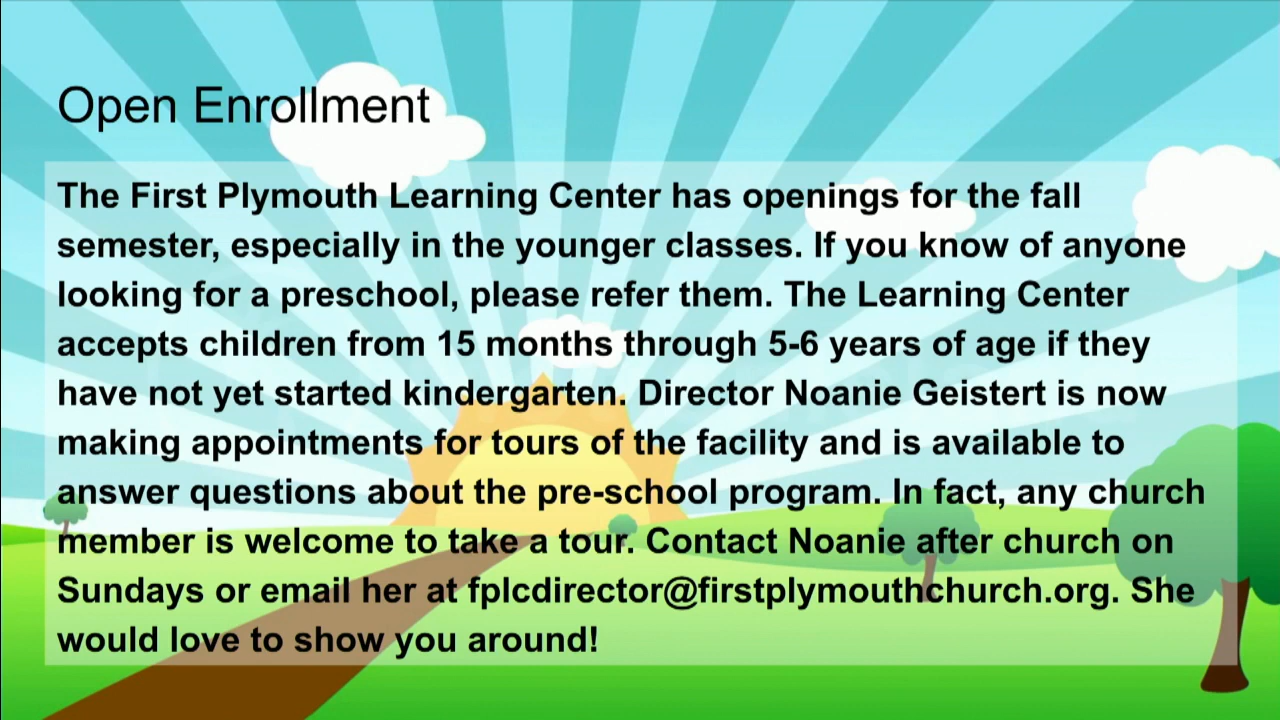 Open Enrollment
The First Plymouth Learning Center has openings for the fall
semester, especially in the younger classes. If you know of anyone
looking for a preschool, please refer them. The Learning Center
accepts children from 15 months through 5-6 years of age if they
have not yet started kindergarten. Director Noanie Geistert is now
making appointments for tours of the facility and is available to
answer questions about the pre-school program. In fact, any church
member is welcome to take a tour. Contact Noanie after church on
Sundays or email her at fplcdirector@firstplymouthchurch.org. She
would love to show you around!